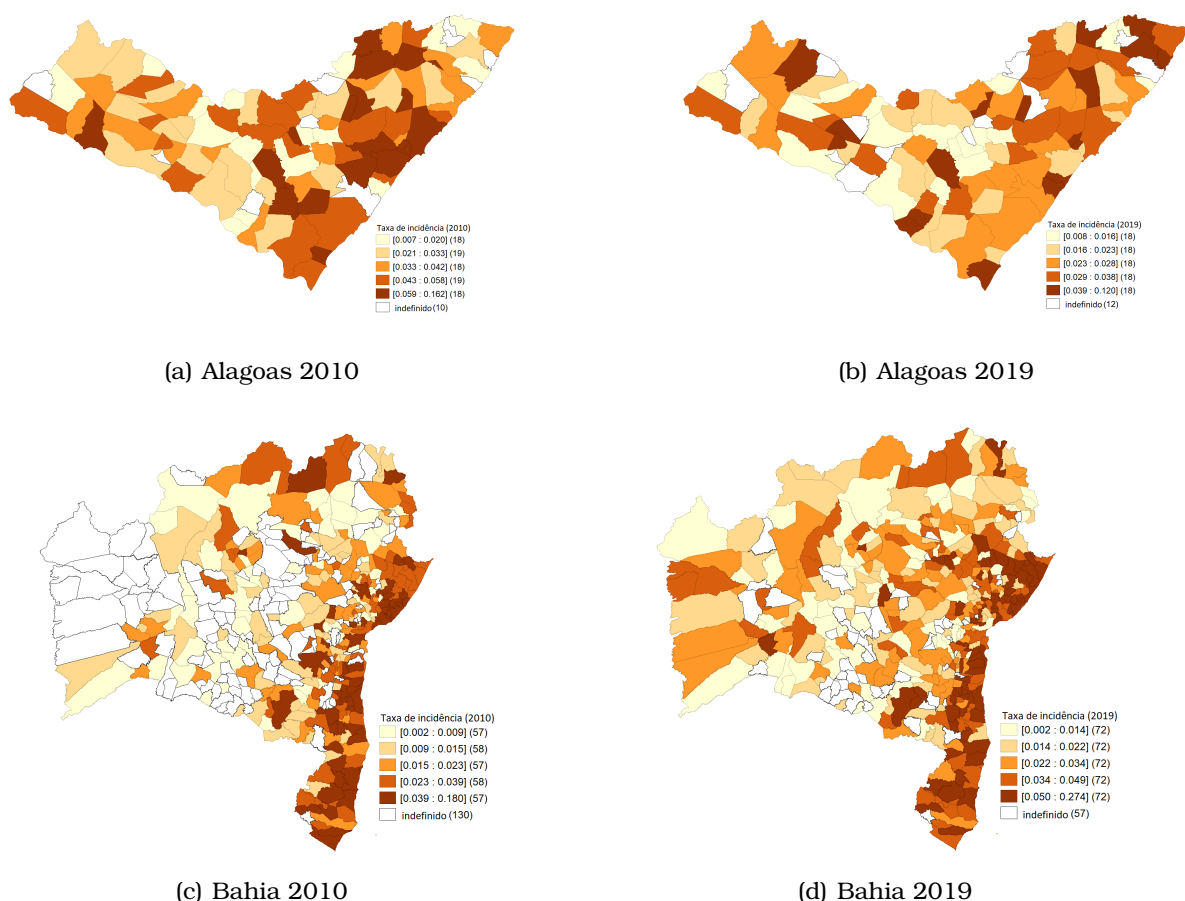 Taxa de incidência (2010)
[0.007 : 0.020] (18)
[0.021 : 0.033] (19)
[0.033 : 0.042] (18)
[0.043 : 0.058] (19)
[0.059 : 0.162] (18)
indefinido (10)
Taxa de incidência (2019)
[0.008 : 0.016] (18)
[0.016 : 0.023] (18)
[0.023 : 0.028] (18)
[0.029 : 0.038] (18)
[0.039 : 0.120] (18)
indefinido (12)
(a) Alagoas 2010
(b) Alagoas 2019
Taxa de incidência (2010)
[0.002 : 0.009] (57)
[0.009 : 0.015] (58)
[0.015 : 0.023] (57)
[0.023 : 0.039] (58)
[0.039 : 0.180] (57)
indefinido (130)
Taxa de incidência (2019)
[0.002 : 0.014] (72)
[0.014 : 0.022] (72)
[0.022 : 0.034] (72)
[0.034 : 0.049] (72)
[0.050 : 0.274] (72)
indefinido (57)
(c) Bahia 2010
(d) Bahia 2019